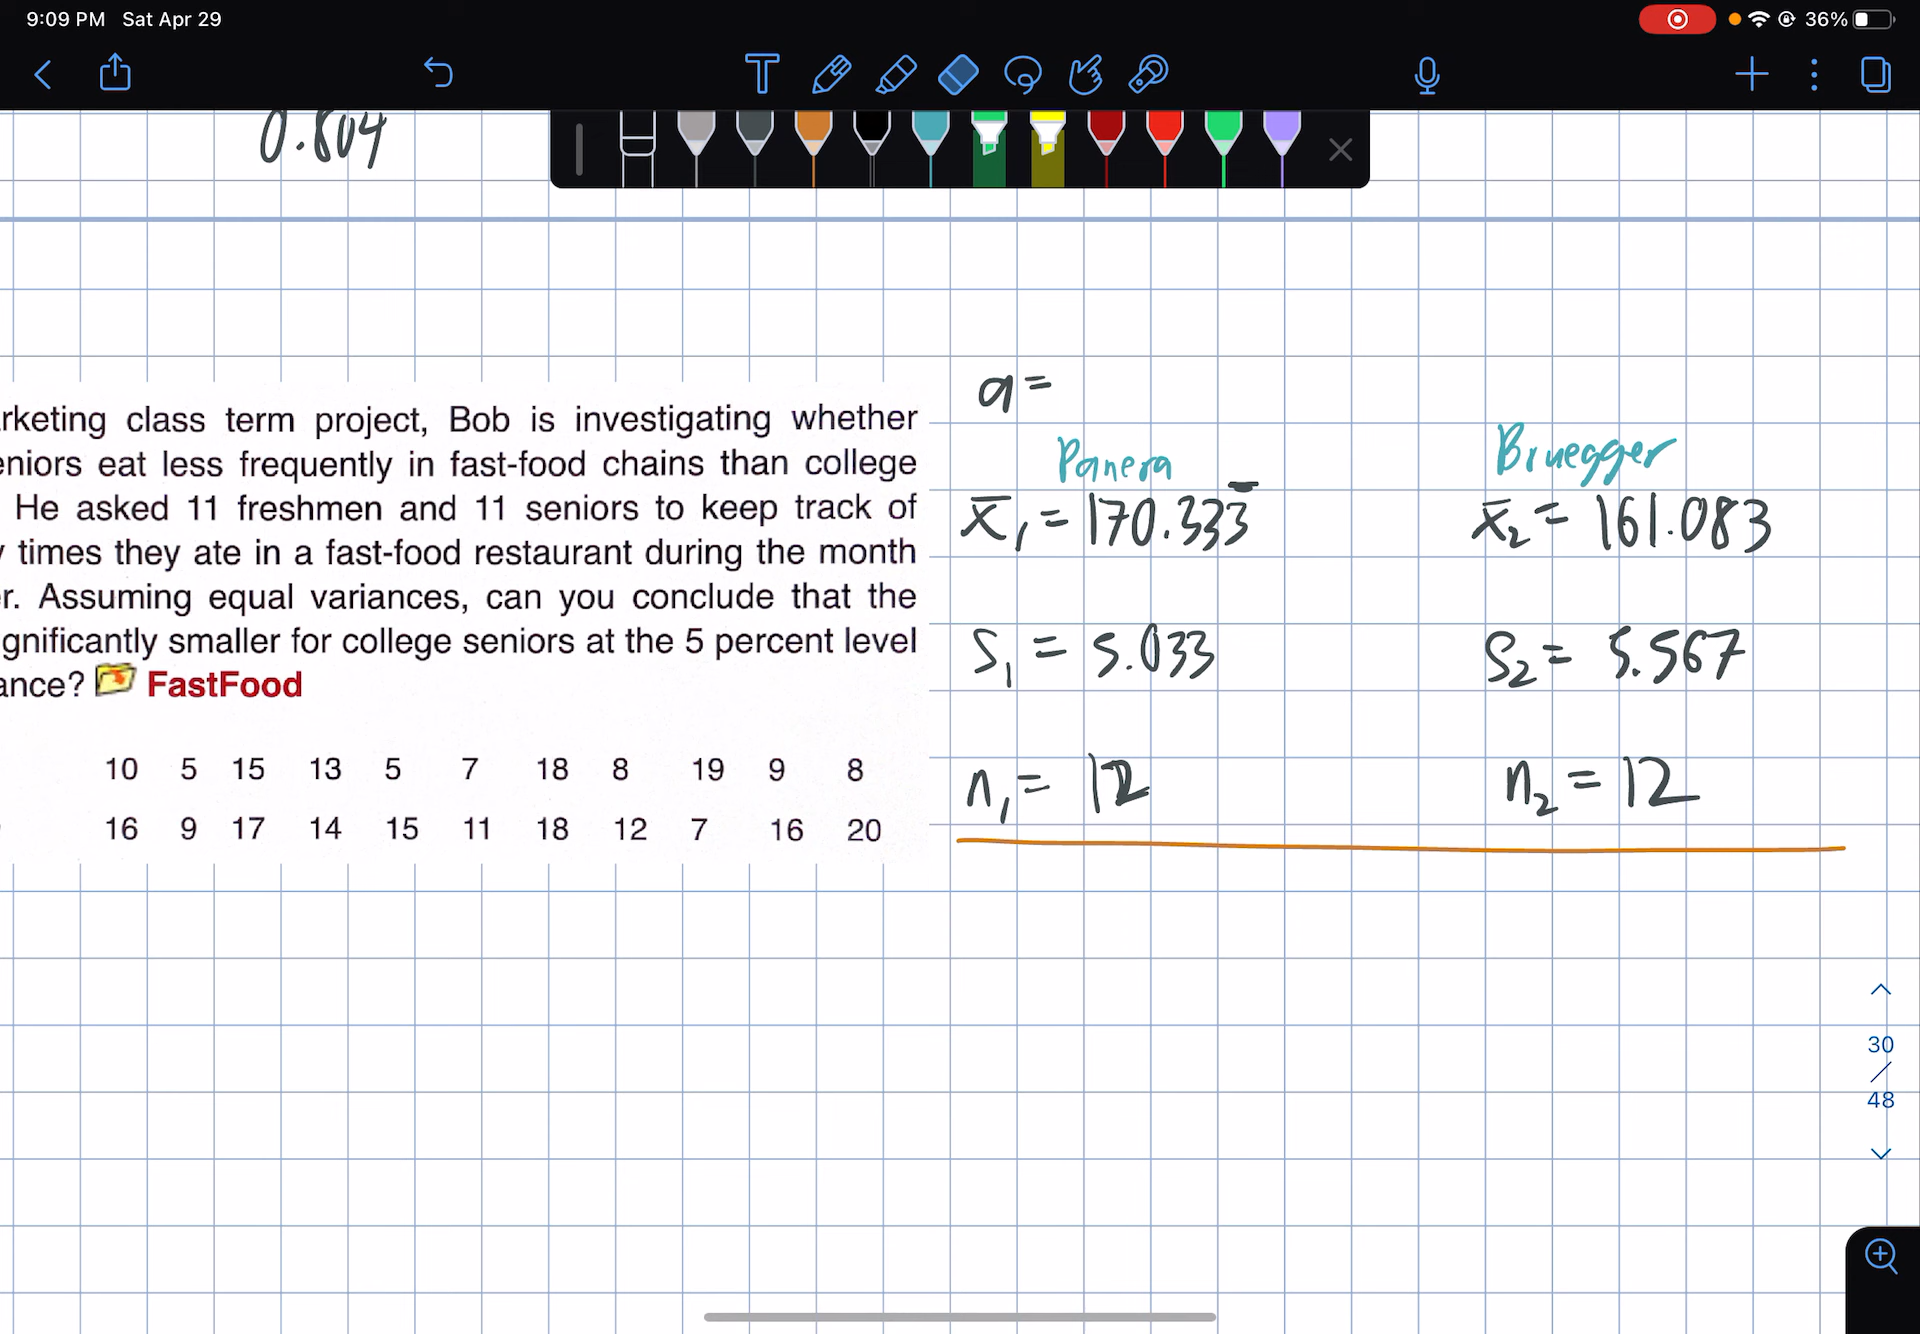 9:09 PM Sat Apr 29
36%
0.804
rketing class term project, Bob is investigating whether
eniors eat less frequently in fast-food chains than college
He asked 11 freshmen and 11 seniors to keep track of
times they ate in a fast-food restaurant during the month
r. Assuming equal variances, can you conclude that the
gnificantly smaller for college seniors at the 5 percent level
ance? FastFood
10 5 15 13 5 7 18 8 19 9 8
16 9 17 14 15 11 18 12 7 16 20
a =
Panera Bruegger
x̄₁ = 170.333̅ x̄₂ = 161.083
S₁ = 5.033 S₂ = 5.567
n₁ = 12 n₂ = 12
30
/
48